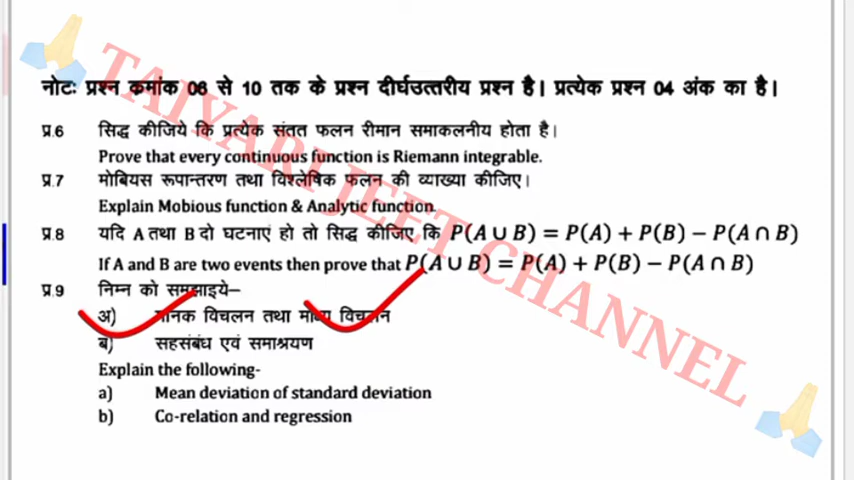 नोटः प्रश्न कमांक 06 से 10 तक के प्रश्न दीर्घउत्तरीय प्रश्न है। प्रत्येक प्रश्न 04 अंक का है।
प्र.6 सिद्ध कीजिये कि प्रत्येक संतत फलन रीमान समाकलनीय होता है।
Prove that every continuous function is Riemann integrable.
प्र.7 मोबियस रूपान्तरण तथा विश्लेषिक फलन की व्याख्या कीजिए।
Explain Mobious function & Analytic function.
प्र.8 यदि A तथा B दो घटनाएं हो तो सिद्ध कीजिए कि P(A ∪ B) = P(A) + P(B) − P(A ∩ B)
If A and B are two events then prove that P(A ∪ B) = P(A) + P(B) − P(A ∩ B)
प्र.9 निम्न को समझाइये–
अ) मानक विचलन तथा माध्य विचलन
ब) सहसंबंध एवं समाश्रयण
Explain the following-
a) Mean deviation of standard deviation
b) Co-relation and regression
TAIYARI JEET CHANNEL